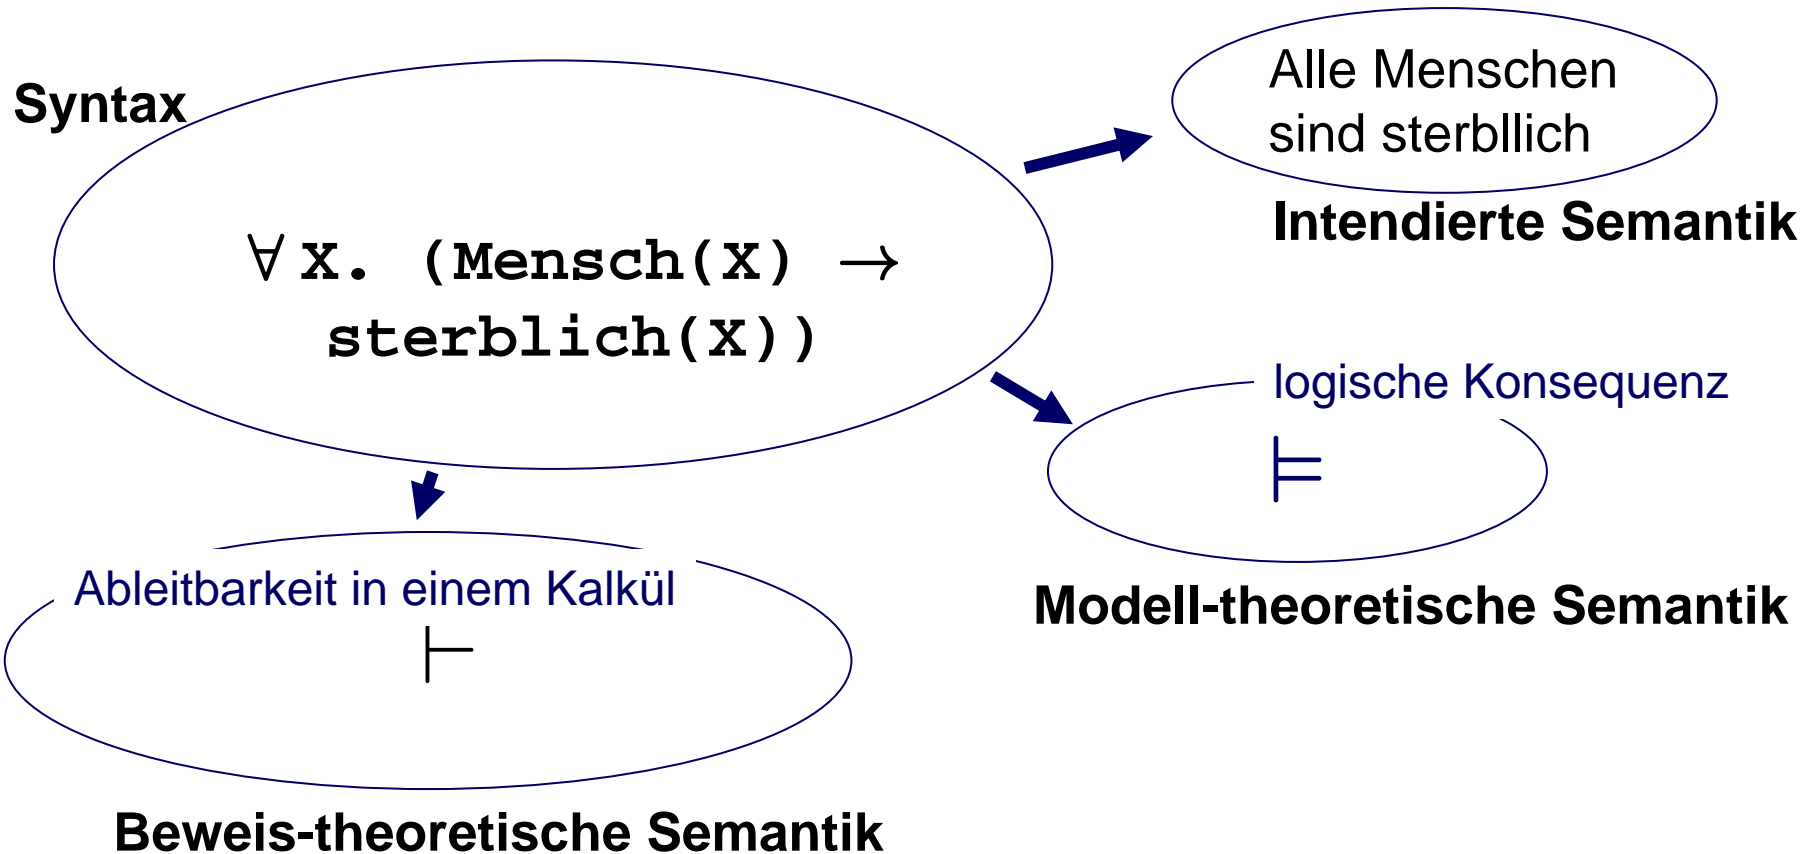 Syntax
∀ X. (Mensch(X) →
sterblich(X))
Alle Menschen
sind sterbllich
Intendierte Semantik
logische Konsequenz
⊨
Modell-theoretische Semantik
Ableitbarkeit in einem Kalkül
⊢
Beweis-theoretische Semantik